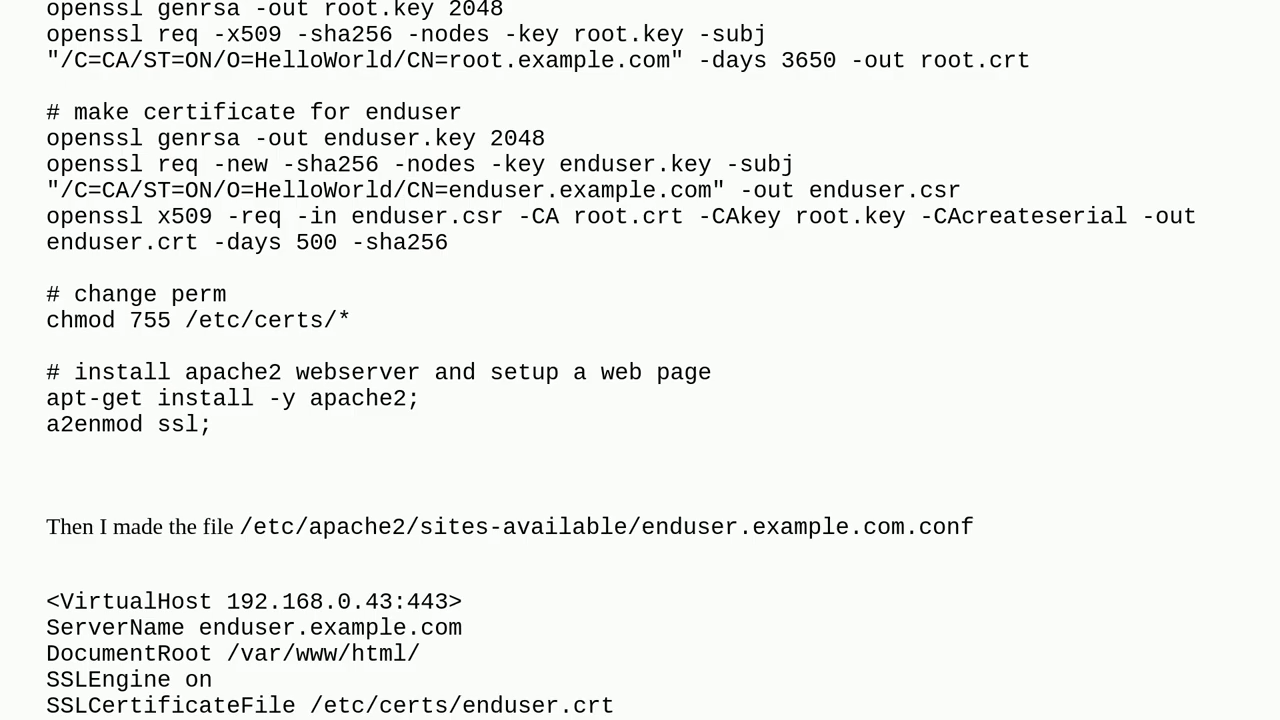 openssl genrsa -out root.key 2048
openssl req -x509 -sha256 -nodes -key root.key -subj
"/C=CA/ST=ON/O=HelloWorld/CN=root.example.com" -days 3650 -out root.crt
# make certificate for enduser
openssl genrsa -out enduser.key 2048
openssl req -new -sha256 -nodes -key enduser.key -subj
"/C=CA/ST=ON/O=HelloWorld/CN=enduser.example.com" -out enduser.csr
openssl x509 -req -in enduser.csr -CA root.crt -CAkey root.key -CAcreateserial -out
enduser.crt -days 500 -sha256
# change perm
chmod 755 /etc/certs/*
# install apache2 webserver and setup a web page
apt-get install -y apache2;
a2enmod ssl;
Then I made the file /etc/apache2/sites-available/enduser.example.com.conf
<VirtualHost 192.168.0.43:443>
ServerName enduser.example.com
DocumentRoot /var/www/html/
SSLEngine on
SSLCertificateFile /etc/certs/enduser.crt